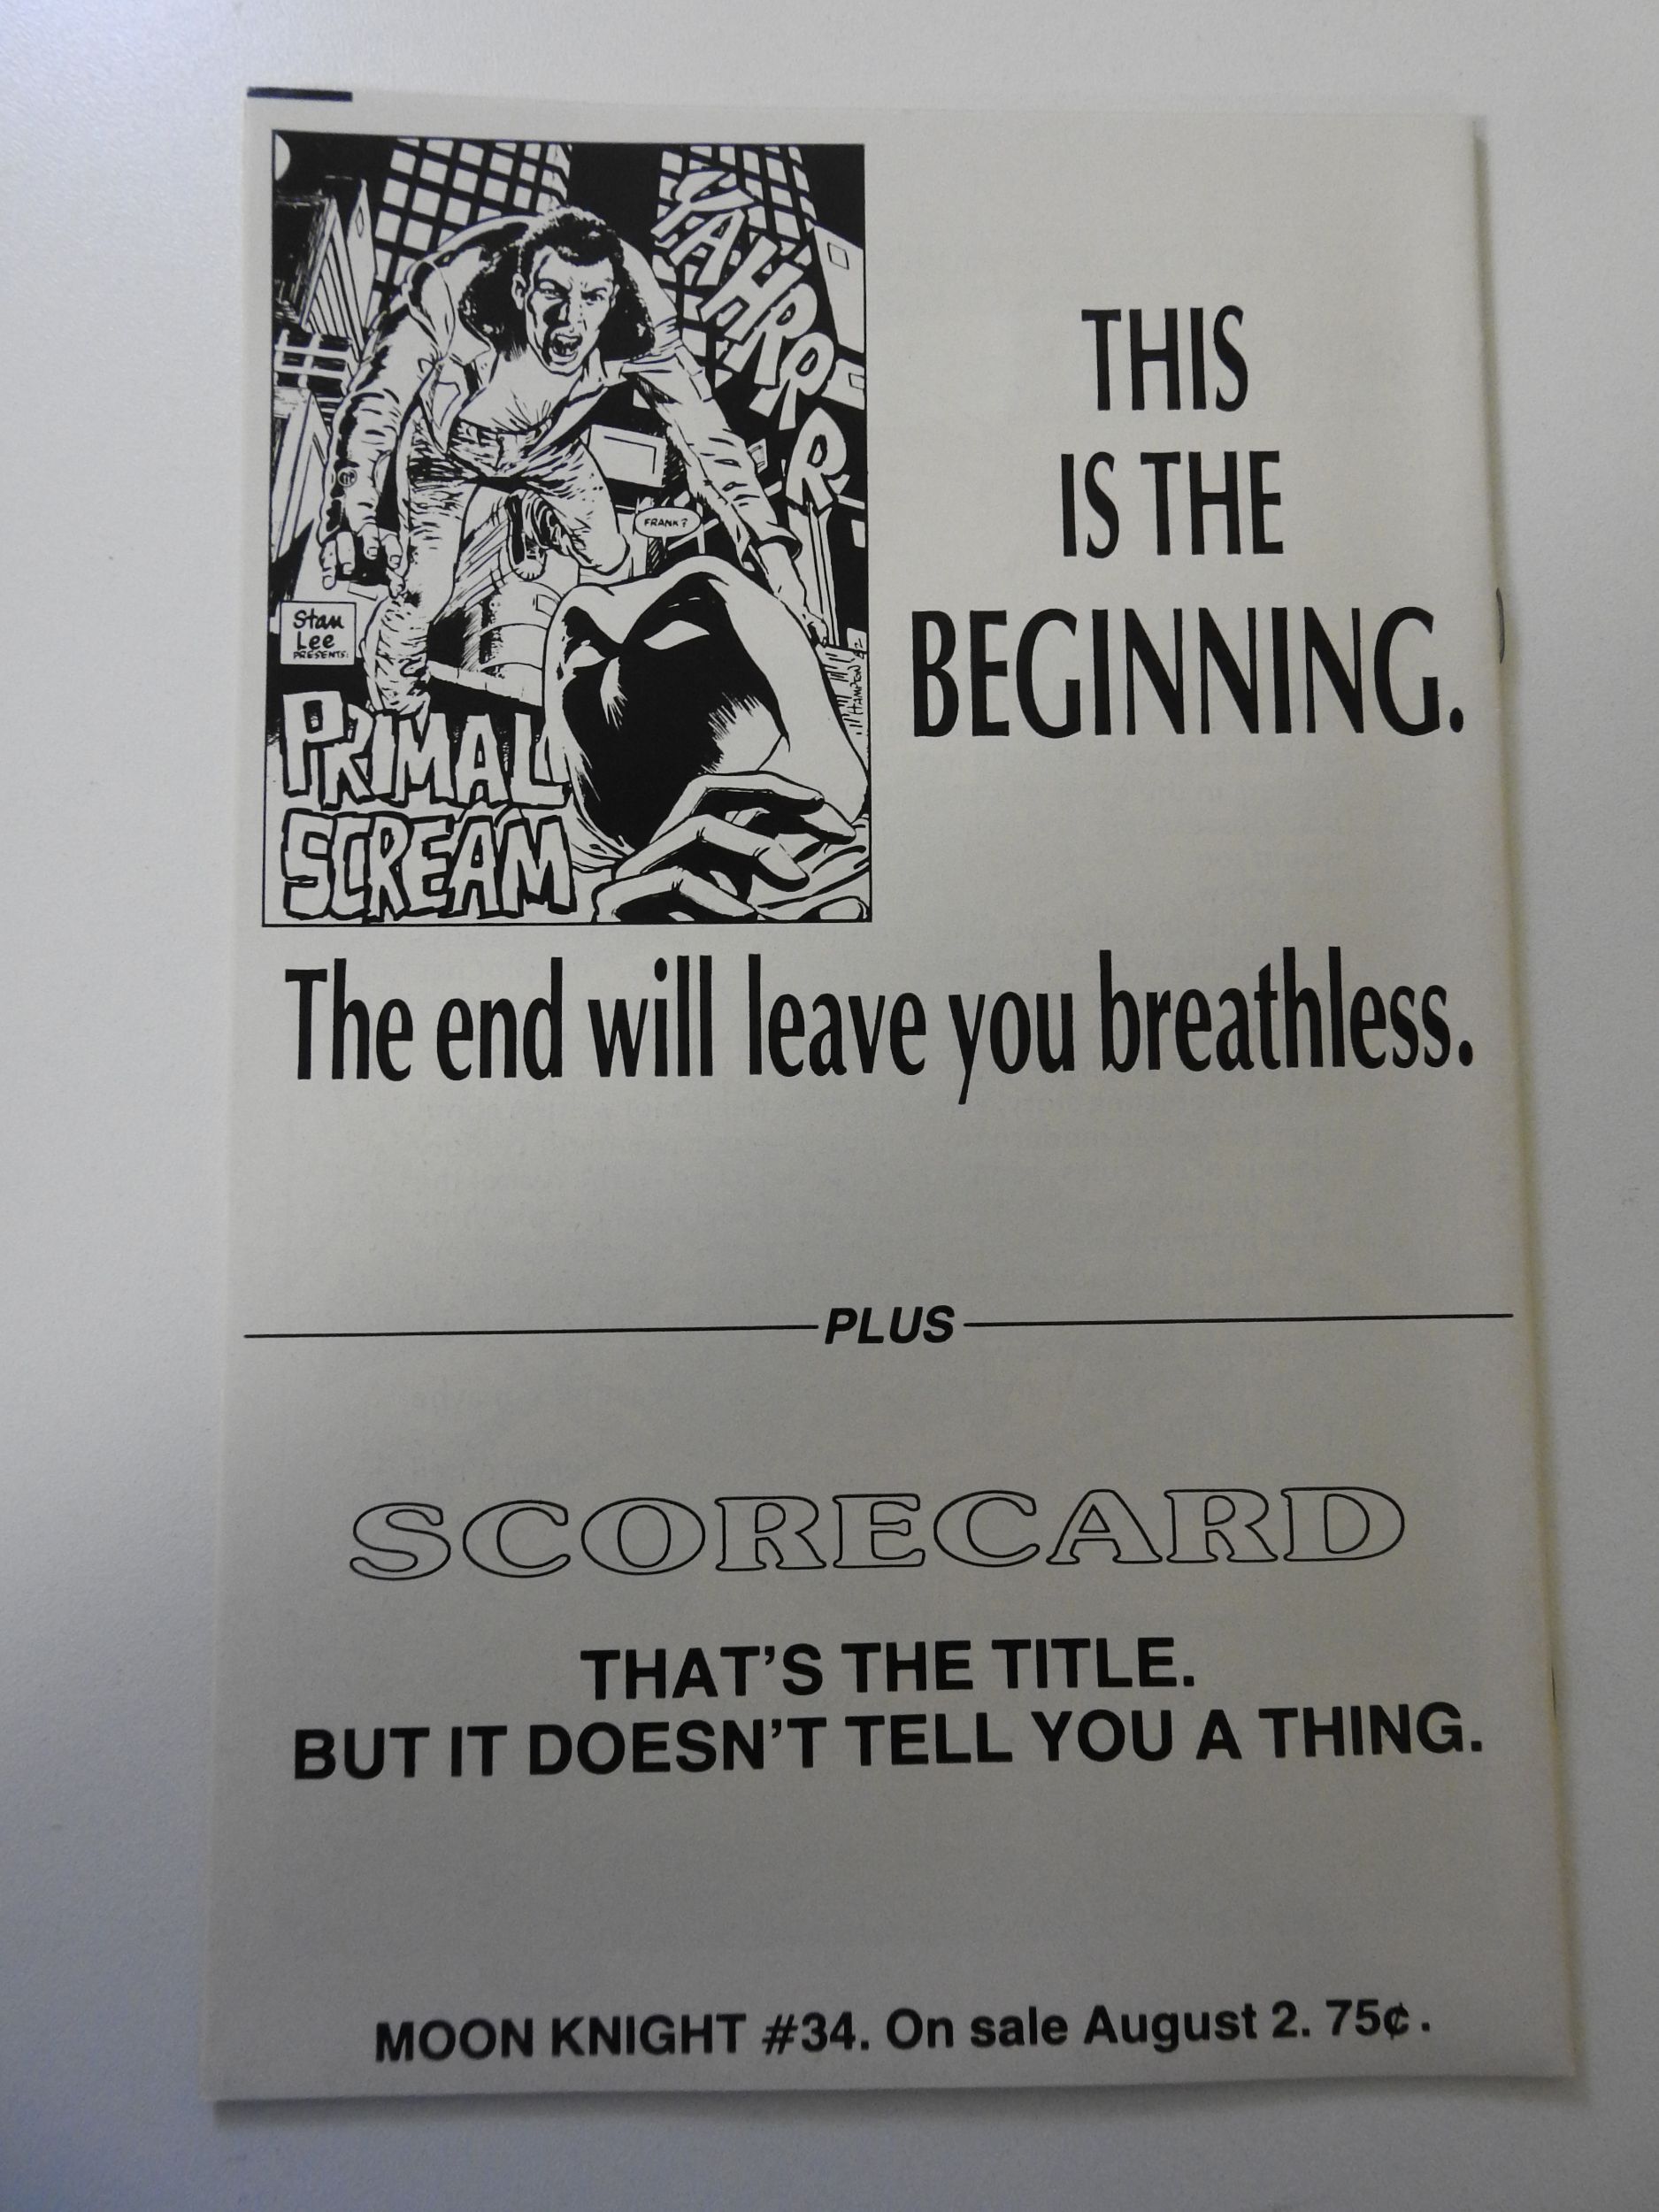 YAHRRRR
FRANK?
Stan
Lee
PRESENTS:
PRIMAL
SCREAM
THIS
IS THE
BEGINNING.
The end will leave you breathless.
PLUS
SCORECARD
THAT'S THE TITLE.
BUT IT DOESN'T TELL YOU A THING.
MOON KNIGHT #34. On sale August 2. 75¢.